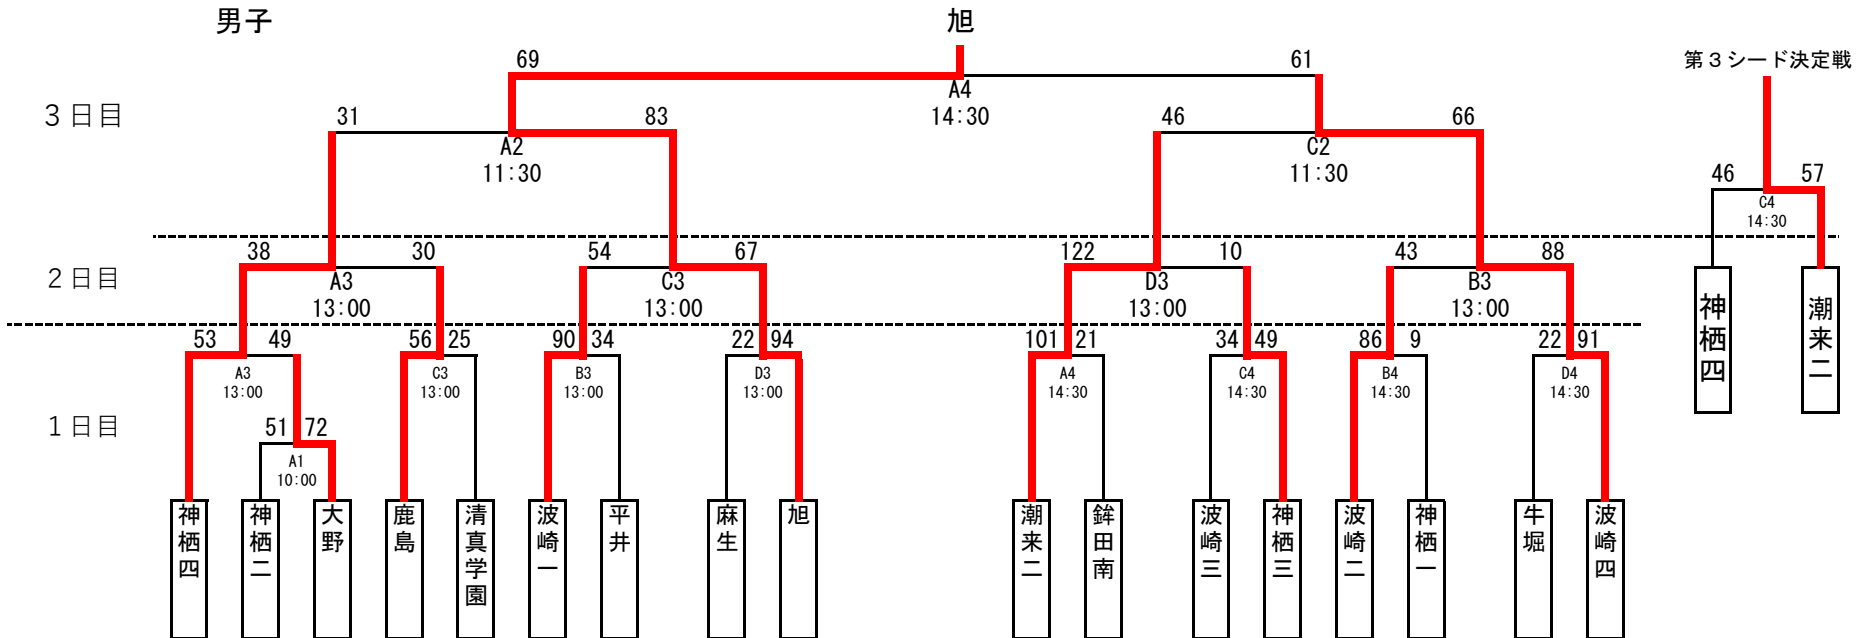 男子
旭
69
61
第3シード決定戦
A4
14:30
3日目
31
83
46
66
A2
11:30
C2
11:30
46
57
C4
14:30
38
30
54
67
122
10
43
88
2日目
A3
13:00
C3
13:00
D3
13:00
B3
13:00
神栖四
潮来二
53
49
56
25
90
34
22
94
101
21
34
49
86
9
22
91
A3
13:00
C3
13:00
B3
13:00
D3
13:00
A4
14:30
C4
14:30
B4
14:30
D4
14:30
1日目
51
72
A1
10:00
神栖四
神栖二
大野
鹿島
清真学園
波崎一
平井
麻生
旭
潮来二
鉾田南
波崎三
神栖三
波崎二
神栖一
牛堀
波崎四